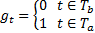 g_t = {0 t ∈ T_b
1 t ∈ T_a